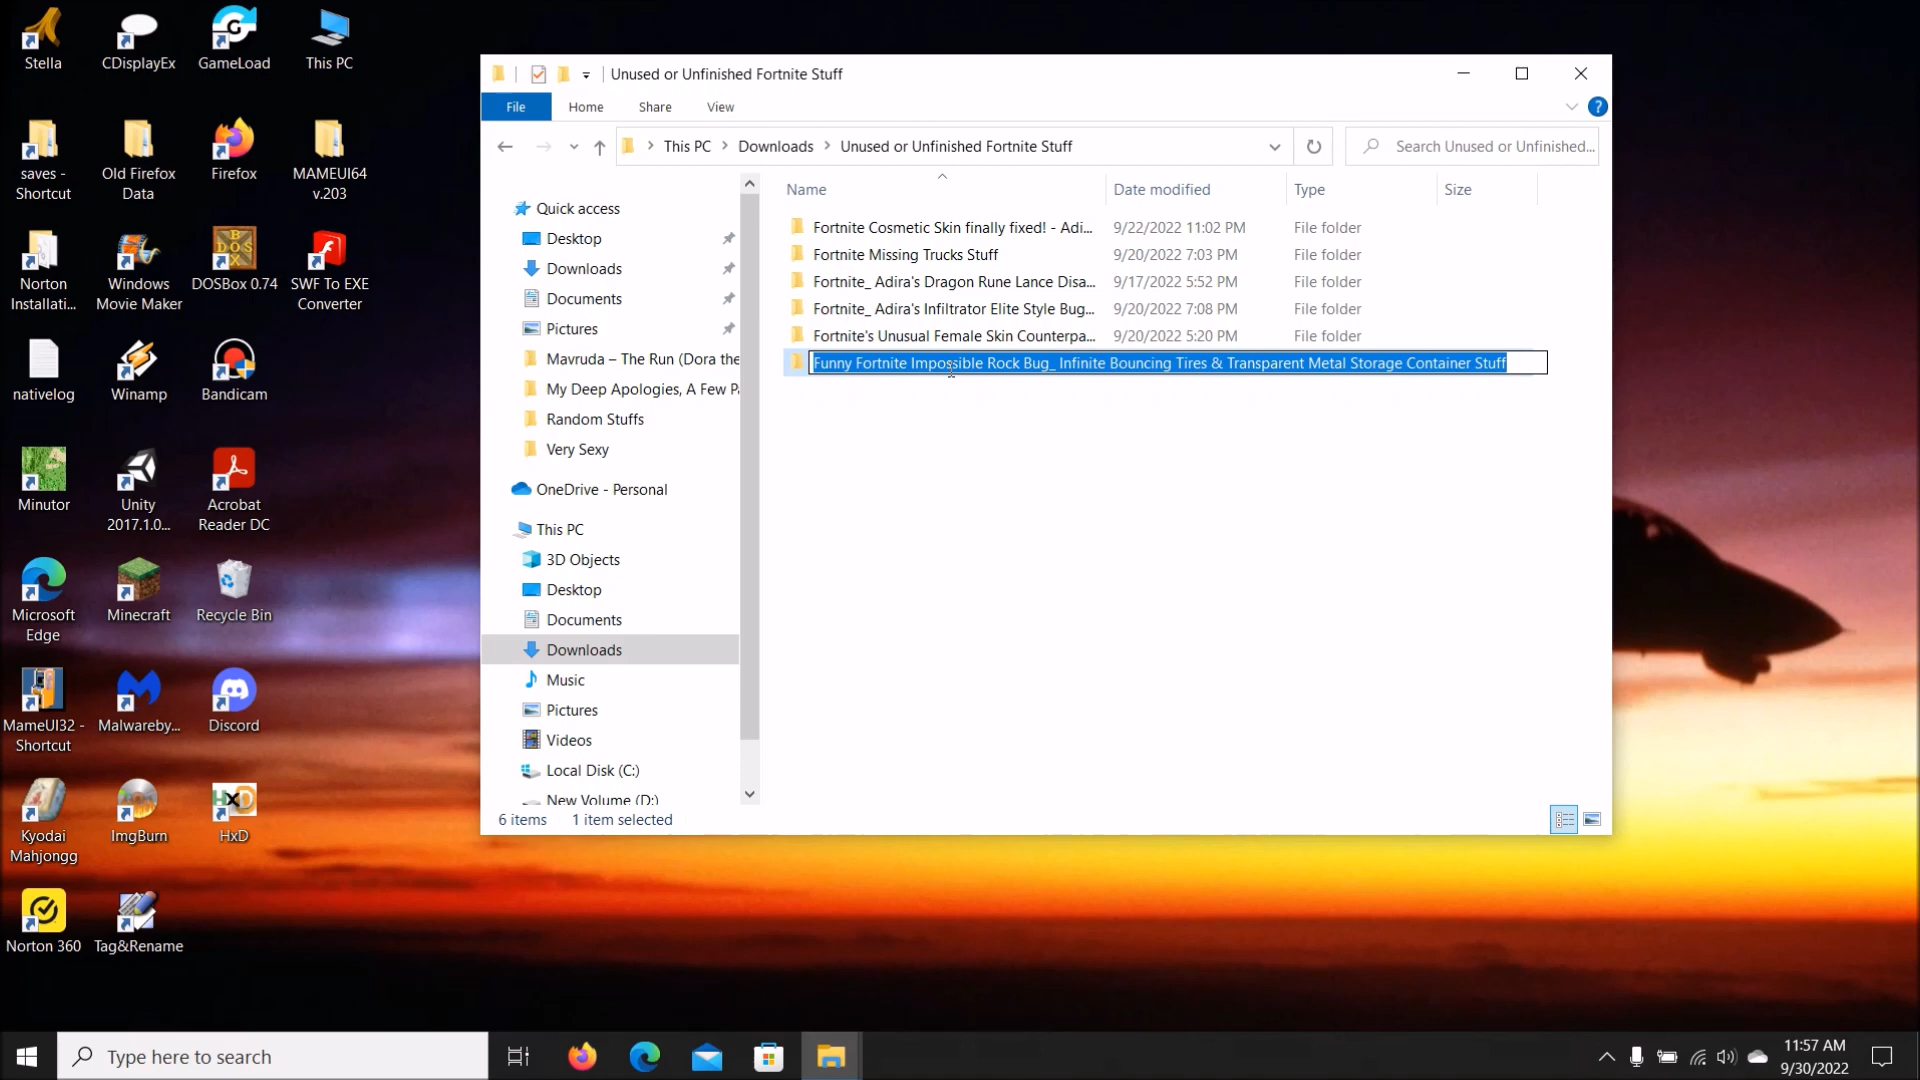 Stella
CDisplayEx
GameLoad
This PC
saves -
Shortcut
Old Firefox
Data
Firefox
MAMEUI64
v.203
Norton
Installati...
Windows
Movie Maker
DOSBox 0.74
SWF To EXE
Converter
nativelog
Winamp
Bandicam
Minutor
Unity
2017.1.0...
Acrobat
Reader DC
Microsoft
Edge
Minecraft
Recycle Bin
MameUI32 -
Shortcut
Malwareby...
Discord
Kyodai
Mahjongg
ImgBurn
HxD
Norton 360
Tag&Rename
Unused or Unfinished Fortnite Stuff
File Home Share View
This PC > Downloads > Unused or Unfinished Fortnite Stuff
Search Unused or Unfinished...
Quick access
Desktop
Downloads
Documents
Pictures
Mavruda – The Run (Dora the
My Deep Apologies, A Few P
Random Stuffs
Very Sexy
OneDrive - Personal
This PC
3D Objects
Desktop
Documents
Downloads
Music
Pictures
Videos
Local Disk (C:)
New Volume (D:)
Name Date modified Type Size
Fortnite Cosmetic Skin finally fixed! - Adi... 9/22/2022 11:02 PM File folder
Fortnite Missing Trucks Stuff 9/20/2022 7:03 PM File folder
Fortnite_ Adira's Dragon Rune Lance Disa... 9/17/2022 5:52 PM File folder
Fortnite_ Adira's Infiltrator Elite Style Bug... 9/20/2022 7:08 PM File folder
Fortnite's Unusual Female Skin Counterpa... 9/20/2022 5:20 PM File folder
Funny Fortnite Impossible Rock Bug_ Infinite Bouncing Tires & Transparent Metal Storage Container Stuff
6 items 1 item selected
Type here to search
11:57 AM
9/30/2022